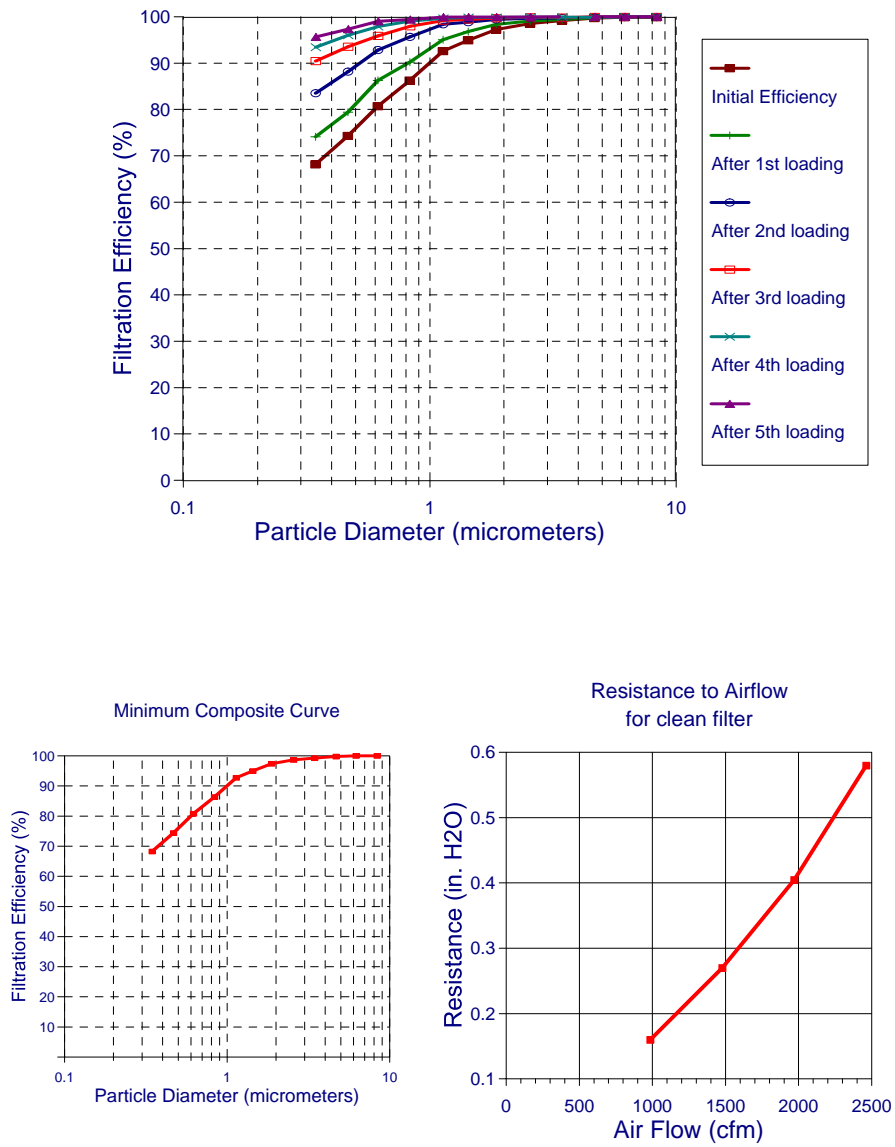 100
90
80
70
60
50
40
30
20
10
0
Filtration Efficiency (%)
0.1
1
10
Particle Diameter (micrometers)
Initial Efficiency
After 1st loading
After 2nd loading
After 3rd loading
After 4th loading
After 5th loading
Minimum Composite Curve
100
90
80
70
60
50
40
30
20
10
Filtration Efficiency (%)
0.1
1
10
Particle Diameter (micrometers)
Resistance to Airflow
for clean filter
0.6
0.5
0.4
0.3
0.2
0.1
Resistance (in. H2O)
0
500
1000
1500
2000
2500
Air Flow (cfm)